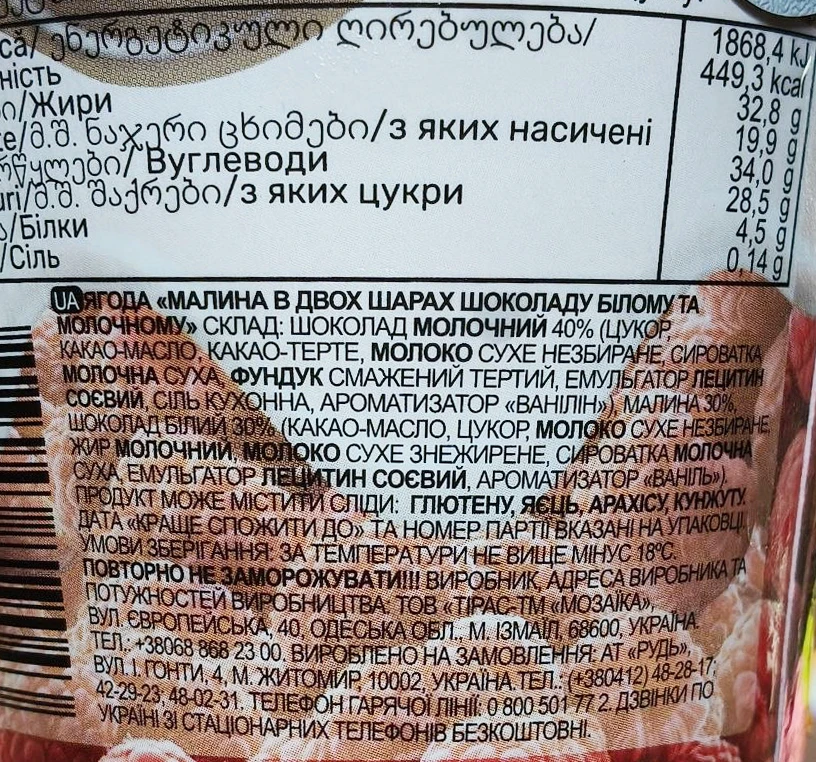 că/ ენერგეტიკული ღირებულება/ 1868,4 kJ
ність 449,3 kcal
ი/Жири 32,8 g
te/მ.შ. ნაჯერი ცხიმები/з яких насичені 19,9 g
რწყლები/ Вуглеводи 34,0 g
uri/მ.შ. შაქრები/з яких цукри 28,5 g
/Білки 4,5 g
/Сіль 0,14 g
UA ЯГОДА «МАЛИНА В ДВОХ ШАРАХ ШОКОЛАДУ БІЛОМУ ТА
МОЛОЧНОМУ» СКЛАД: ШОКОЛАД МОЛОЧНИЙ 40% (ЦУКОР,
КАКАО-МАСЛО, КАКАО-ТЕРТЕ, МОЛОКО СУХЕ НЕЗБИРАНЕ, СИРОВАТКА
МОЛОЧНА СУХА, ФУНДУК СМАЖЕНИЙ ТЕРТИЙ, ЕМУЛЬГАТОР ЛЕЦИТИН
СОЄВИЙ, СІЛЬ КУХОННА, АРОМАТИЗАТОР «ВАНІЛІН»), МАЛИНА 30%,
ШОКОЛАД БІЛИЙ 30% (КАКАО-МАСЛО, ЦУКОР, МОЛОКО СУХЕ НЕЗБИРАНЕ,
ЖИР МОЛОЧНИЙ, МОЛОКО СУХЕ ЗНЕЖИРЕНЕ, СИРОВАТКА МОЛОЧНА
СУХА, ЕМУЛЬГАТОР ЛЕЦИТИН СОЄВИЙ, АРОМАТИЗАТОР «ВАНІЛЬ»).
ПРОДУКТ МОЖЕ МІСТИТИ СЛІДИ: ГЛЮТЕНУ, ЯЄЦЬ, АРАХІСУ, КУНЖУТУ.
ДАТА «КРАЩЕ СПОЖИТИ ДО» ТА НОМЕР ПАРТІЇ ВКАЗАНІ НА УПАКОВЦІ.
УМОВИ ЗБЕРІГАННЯ: ЗА ТЕМПЕРАТУРИ НЕ ВИЩЕ МІНУС 18°С.
ПОВТОРНО НЕ ЗАМОРОЖУВАТИ!!! ВИРОБНИК, АДРЕСА ВИРОБНИКА ТА
ПОТУЖНОСТЕЙ ВИРОБНИЦТВА: ТОВ «ТІРАС-ТМ «МОЗАЇКА»,
ВУЛ. ЄВРОПЕЙСЬКА, 40, ОДЕСЬКА ОБЛ., М. ІЗМАЇЛ, 68600, УКРАЇНА.
ТЕЛ.: +38068 868 23 00. ВИРОБЛЕНО НА ЗАМОВЛЕННЯ: АТ «РУДЬ»,
ВУЛ. І. ГОНТИ, 4, М. ЖИТОМИР, 10002, УКРАЇНА. ТЕЛ.: (+380412) 48-28-17;
42-29-23; 48-02-31. ТЕЛЕФОН ГАРЯЧОЇ ЛІНІЇ: 0 800 501 77 2. ДЗВІНКИ ПО
УКРАЇНІ ЗІ СТАЦІОНАРНИХ ТЕЛЕФОНІВ БЕЗКОШТОВНІ.